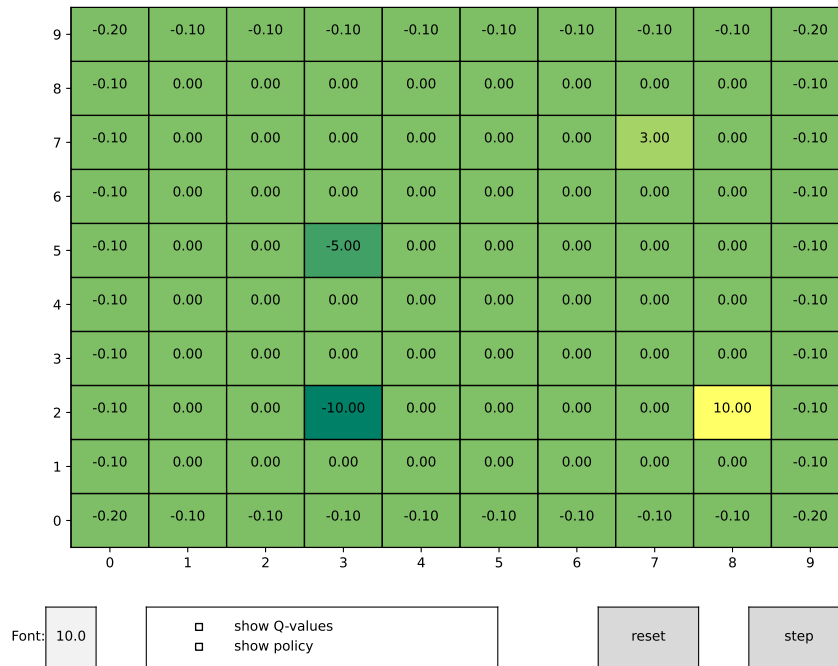 9 -0.20 -0.10 -0.10 -0.10 -0.10 -0.10 -0.10 -0.10 -0.10 -0.20
8 -0.10 0.00 0.00 0.00 0.00 0.00 0.00 0.00 0.00 -0.10
7 -0.10 0.00 0.00 0.00 0.00 0.00 0.00 3.00 0.00 -0.10
6 -0.10 0.00 0.00 0.00 0.00 0.00 0.00 0.00 0.00 -0.10
5 -0.10 0.00 0.00 -5.00 0.00 0.00 0.00 0.00 0.00 -0.10
4 -0.10 0.00 0.00 0.00 0.00 0.00 0.00 0.00 0.00 -0.10
3 -0.10 0.00 0.00 0.00 0.00 0.00 0.00 0.00 0.00 -0.10
2 -0.10 0.00 0.00 -10.00 0.00 0.00 0.00 0.00 10.00 -0.10
1 -0.10 0.00 0.00 0.00 0.00 0.00 0.00 0.00 0.00 -0.10
0 -0.20 -0.10 -0.10 -0.10 -0.10 -0.10 -0.10 -0.10 -0.10 -0.20
0 1 2 3 4 5 6 7 8 9
show Q-values
Font: 10.0 reset step
show policy